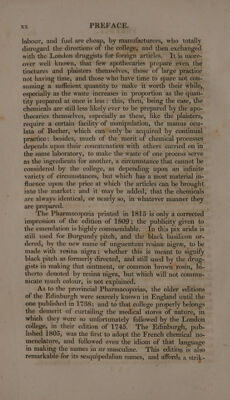 xx PREFACE.
labour, and fuel are cheap, by manufacturers, who totally
disregard the directions of the college, and then exchanged
with the London druggists for foreign articles. It is more-
over well known, that few apothecaries prepare even the
tinctures and plaisters themselves, those of large practice
not having time, and those who have time to spare not con-
suming a sufficient quantity to make it worth their while,
especially as the waste increases in proportion as the quan-
tity prepared at once is less: this, then, being the case, the
chemicals are still less likely ever to be prepared by the apo-
thecaries themselves, especially as these, like the plaisters,
require a certain facility of manipulation, the manus ocu-
lata of Becher, which can only be acquired by continual
practice: besides, much of the merit of chemical processes
depends upon their concatenation with others carried on in
the same laboratory, to make the waste of one process serve
as the ingredients for another, a circumstance that cannot be
considered by the college, as depending upon an infinite
variety of circumstances, but which has a most material in-
fluence upon the price at which the articles can be brought
into the market: and it may be added, that the chemicals
are always identical, or nearly so, in whatever manner they
are prepared.
The Pharmacopœia printed in 1815 is only a corrected
impression of the edition of 1809; the publicity given to
the emendation is highly commendable. In this pix arida is
still used for Burgundy pitch, and the black basilicon or-
dered, by the new name of unguentum resinæ nigræ, to be
made with resina nigra: whether this is meant to signify
black pitch as formerly directed, and still used by the drug-
gists in making that ointment, or common brown rosin, hi-
therto denoted by resina nigra, but which will not commu-
nicate much colour, is not explained.
As to the provincial Pharmacopœias, the older editions
of the Edinburgh were scarcely known in England until the
one published in 1738; and to that college properly belongs
the demerit of curtailing the medical stores of nature, in
which they were so unfortunately followed by the London
college, in their edition of 1745. The Edinburgh, pub-
lished 1805, was the first to adopt the French chemical no-
menclature, and followed even the idiom of that language
in making the names in as masculine. This edition is also
remarkable for its sesquipedalian names, and affords a stri-